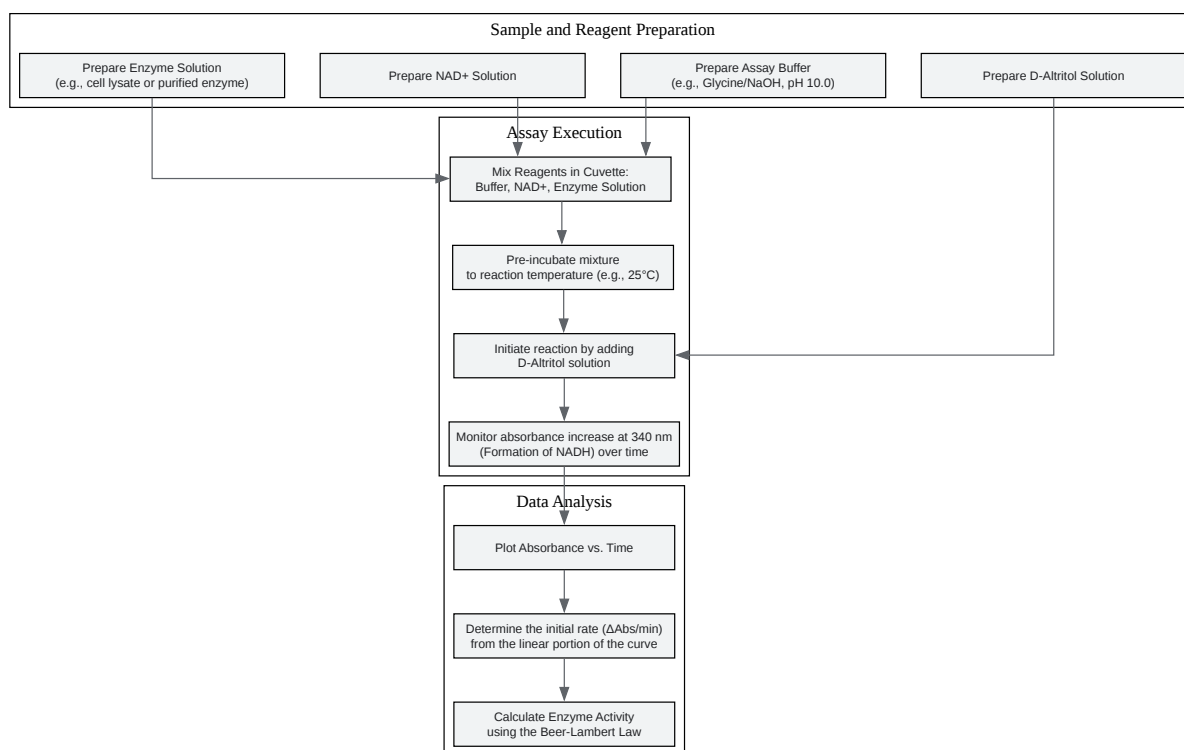 Sample and Reagent Preparation
Prepare Enzyme Solution
(e.g., cell lysate or purified enzyme)
Prepare NAD+ Solution
Prepare Assay Buffer
(e.g., Glycine/NaOH, pH 10.0)
Prepare D-Altritol Solution
Assay Execution
Mix Reagents in Cuvette:
Buffer, NAD+, Enzyme Solution
Pre-incubate mixture
to reaction temperature (e.g., 25°C)
Initiate reaction by adding
D-Altritol solution
Monitor absorbance increase at 340 nm
(Formation of NADH) over time
Data Analysis
Plot Absorbance vs. Time
Determine the initial rate (ΔAbs/min)
from the linear portion of the curve
Calculate Enzyme Activity
using the Beer-Lambert Law